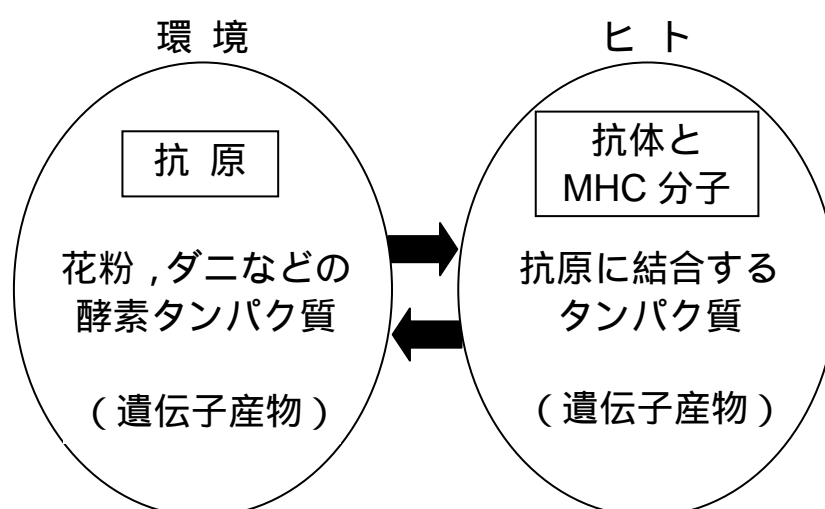 環 境
抗 原
花粉 ,ダニなどの
酵素タンパク質
( 遺伝子産物 )
ヒ ト
抗体と
MHC 分子
抗原に結合する
タンパク質
( 遺伝子産物 )